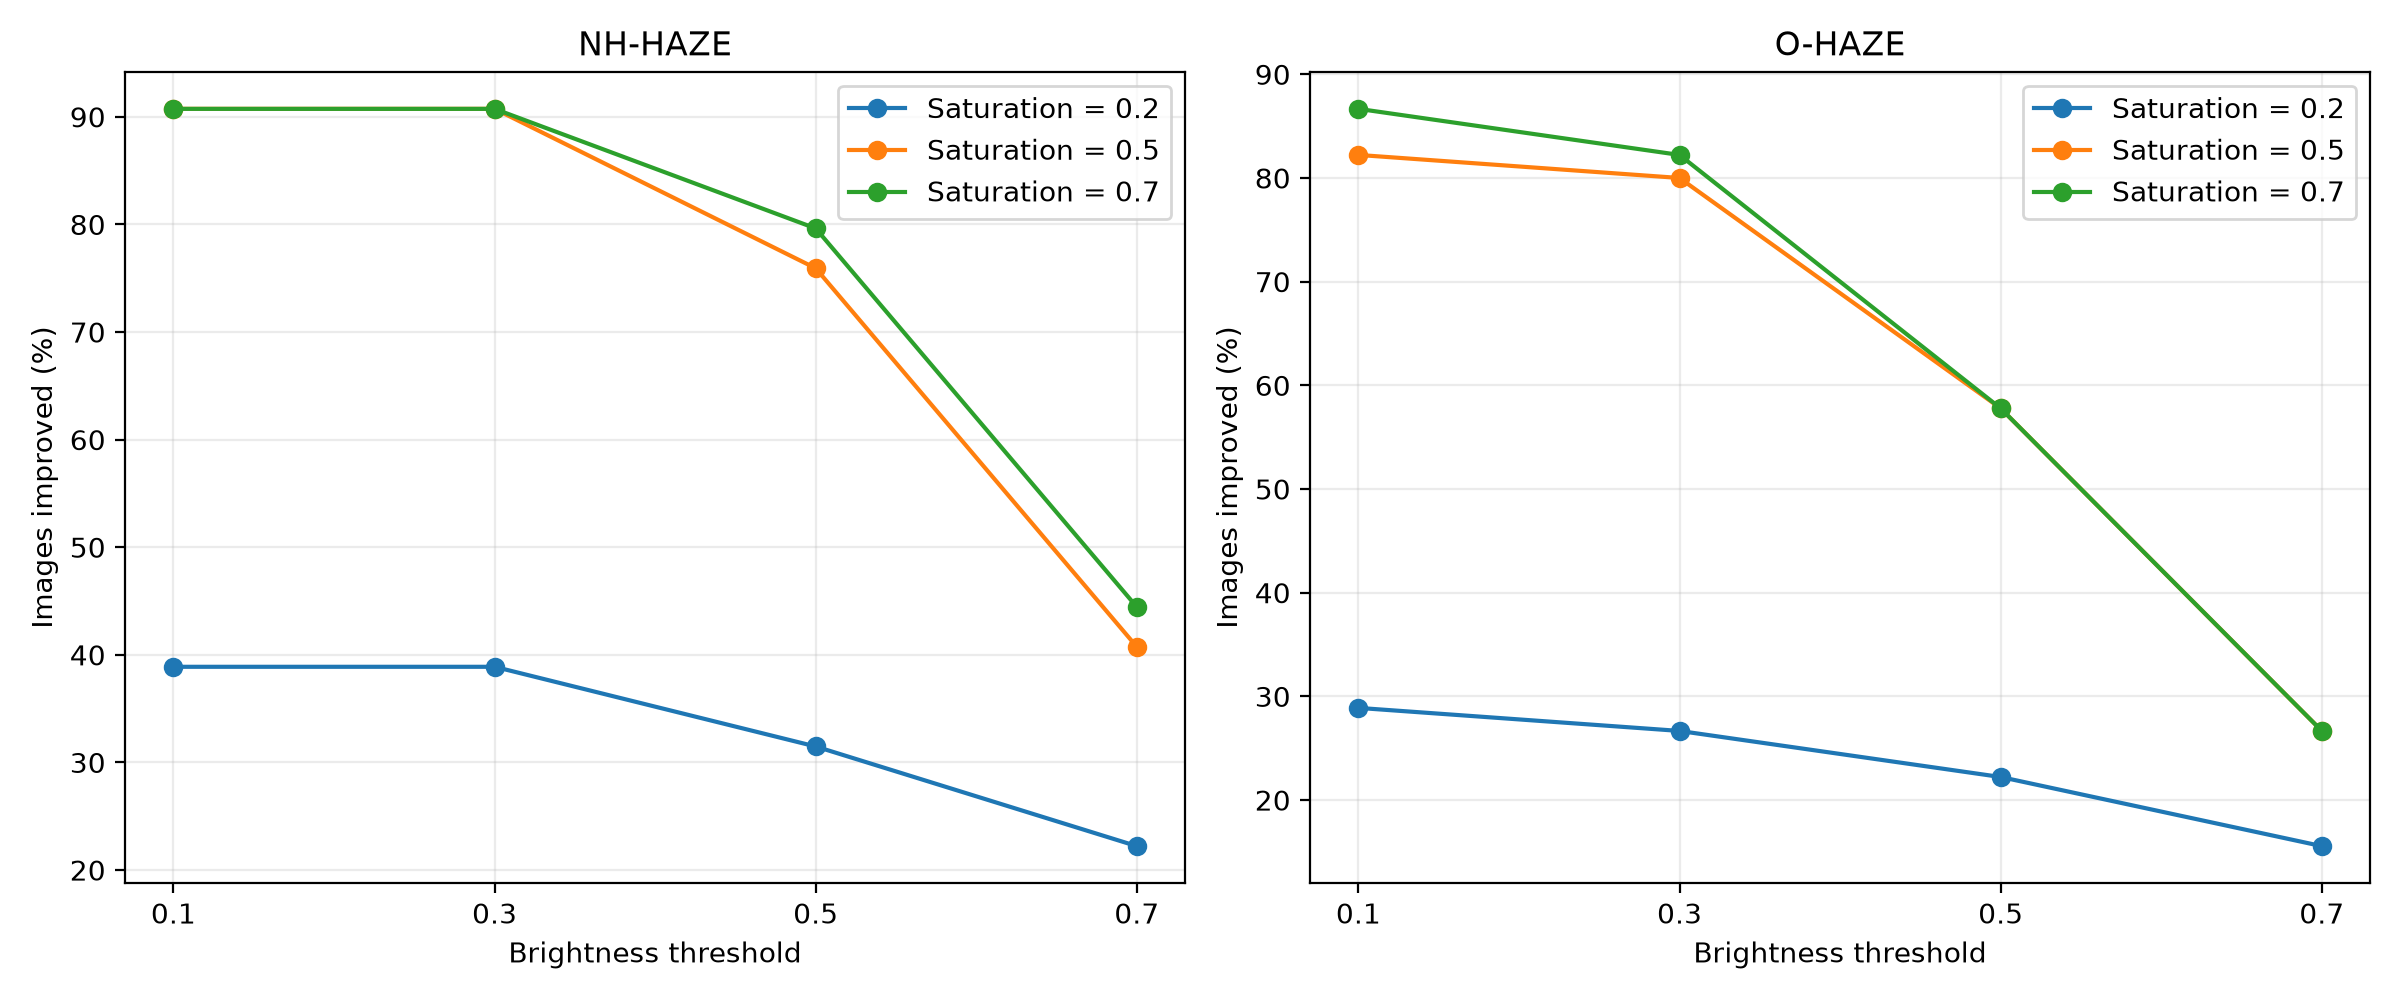 NH-HAZE
90
80
70
60
50
40
30
20
Images improved (%)
0.1 0.3 0.5 0.7
Brightness threshold
Saturation = 0.2
Saturation = 0.5
Saturation = 0.7
O-HAZE
90
80
70
60
50
40
30
20
Images improved (%)
0.1 0.3 0.5 0.7
Brightness threshold
Saturation = 0.2
Saturation = 0.5
Saturation = 0.7